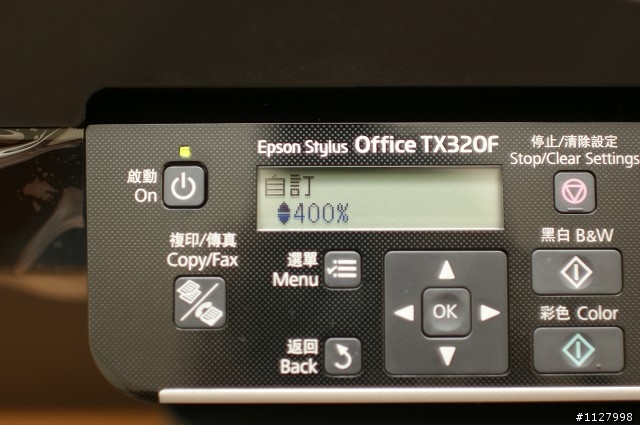 Epson Stylus Office TX320F
停止/清除設定
Stop/Clear Settings
啟動
On
自訂
400%
黑白 B&W
複印/傳真
Copy/Fax
選單
Menu
OK
彩色 Color
返回
Back
#1127998